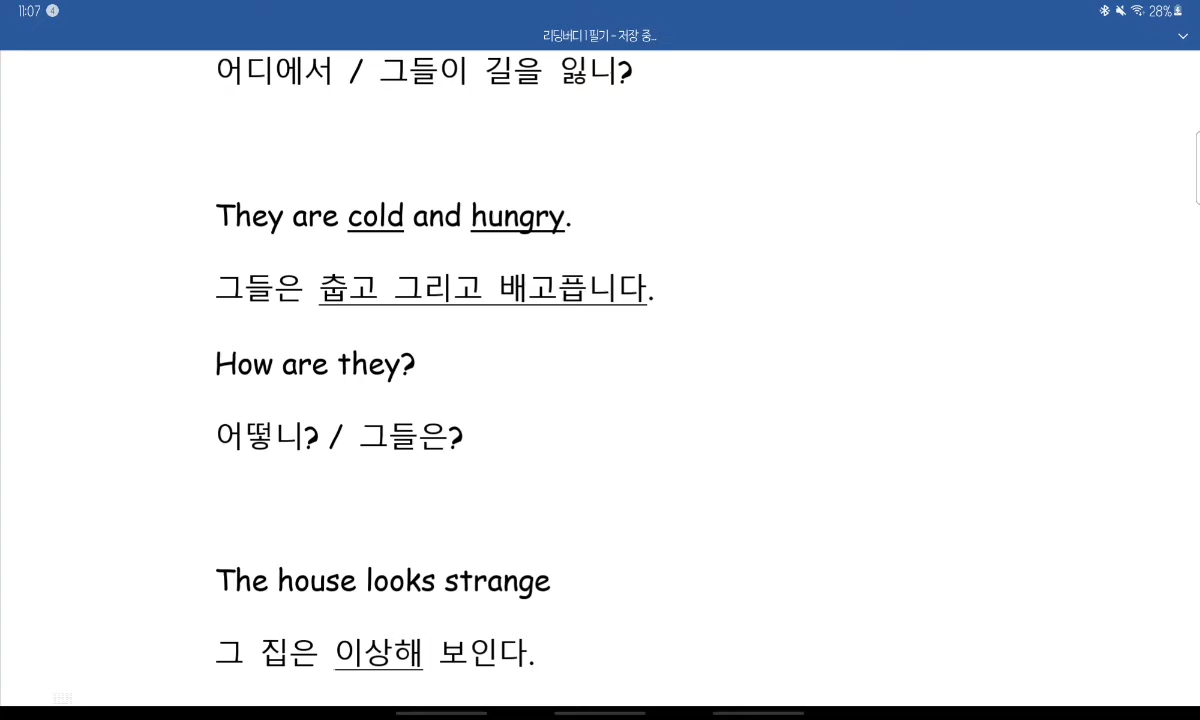 11:07 4 28%
리딩버디1필기 - 저장 중...
어디에서 / 그들이 길을 잃니?
They are cold and hungry.
그들은 춥고 그리고 배고픕니다.
How are they?
어떻니? / 그들은?
The house looks strange
그 집은 이상해 보인다.